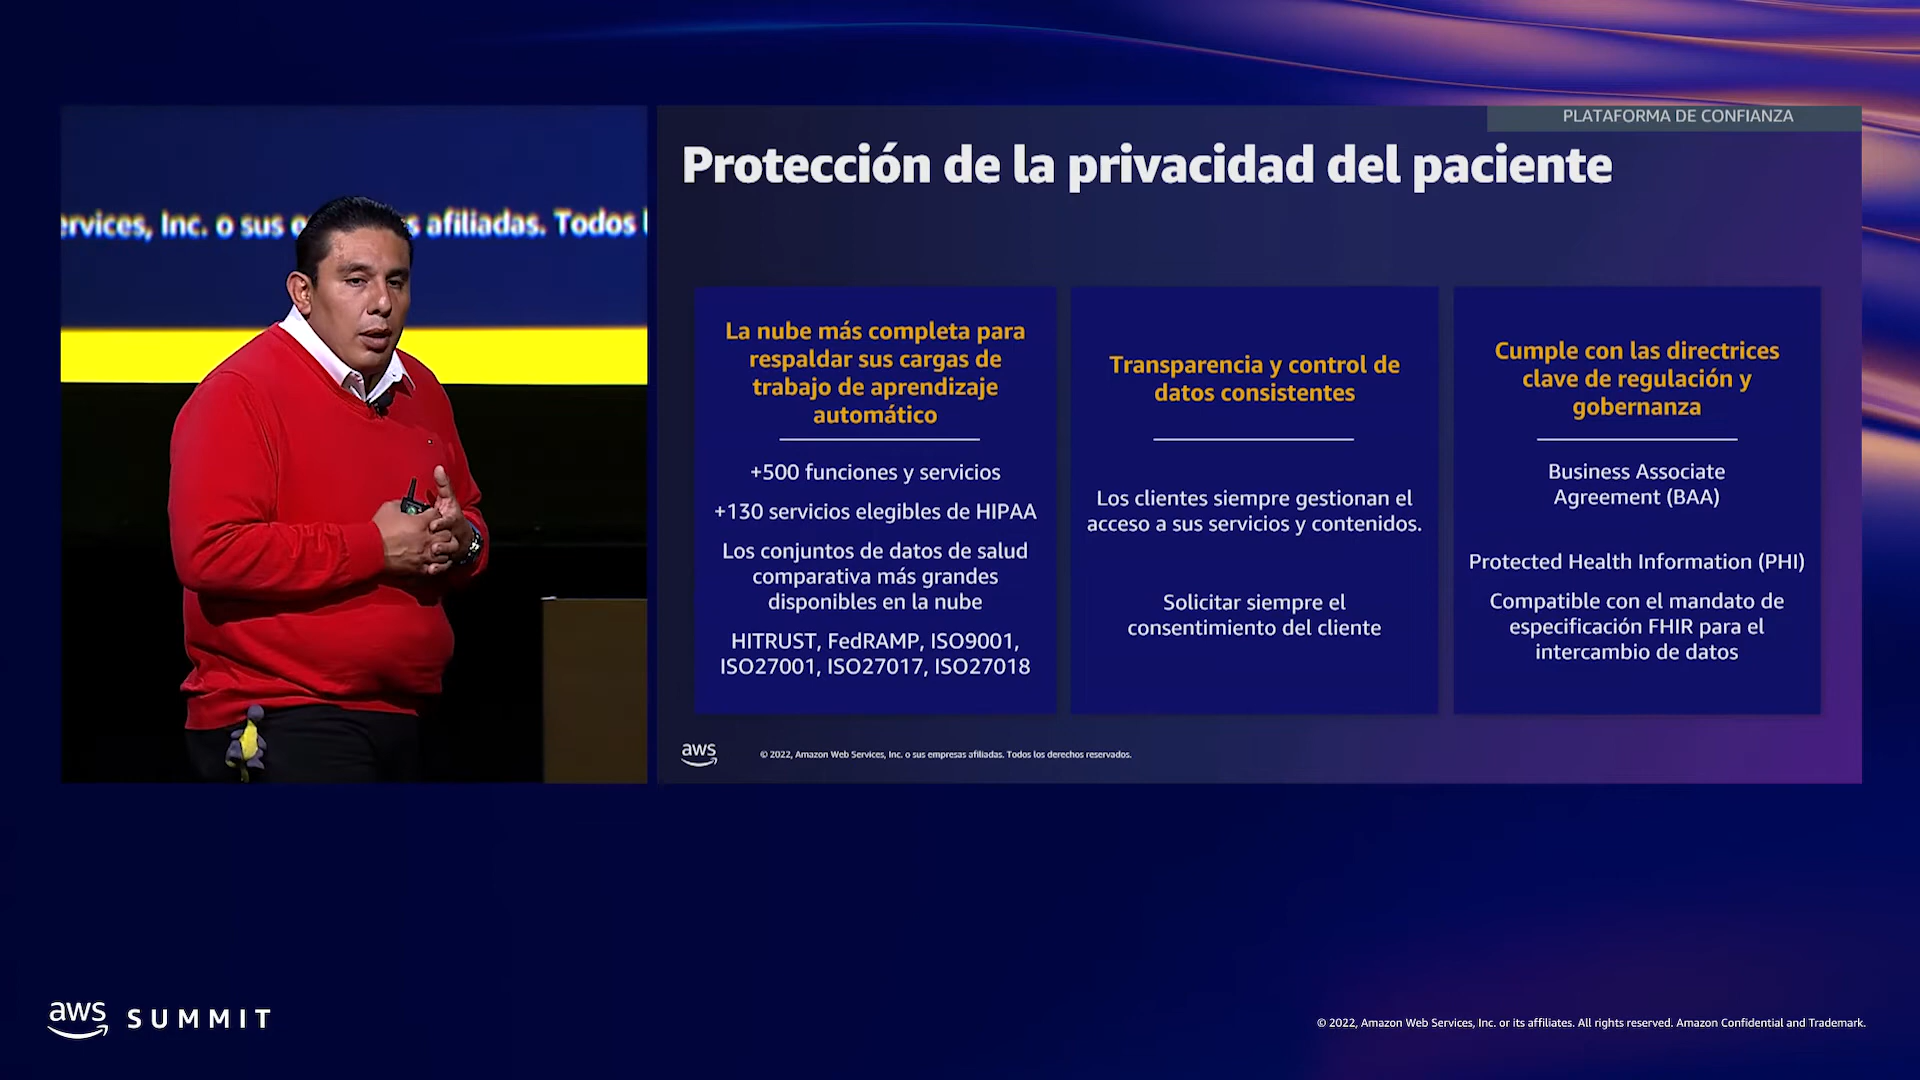 PLATAFORMA DE CONFIANZA
Protección de la privacidad del paciente
ervices, Inc. o sus e s afiliadas. Todos l
La nube más completa para
respaldar sus cargas de
trabajo de aprendizaje
automático
+500 funciones y servicios
+130 servicios elegibles de HIPAA
Los conjuntos de datos de salud
comparativa más grandes
disponibles en la nube
HITRUST, FedRAMP, ISO9001,
ISO27001, ISO27017, ISO27018
Transparencia y control de
datos consistentes
Los clientes siempre gestionan el
acceso a sus servicios y contenidos.
Solicitar siempre el
consentimiento del cliente
Cumple con las directrices
clave de regulación y
gobernanza
Business Associate
Agreement (BAA)
Protected Health Information (PHI)
Compatible con el mandato de
especificación FHIR para el
intercambio de datos
aws
© 2022, Amazon Web Services, Inc. o sus empresas afiliadas. Todos los derechos reservados.
aws SUMMIT
© 2022, Amazon Web Services, Inc. or its affiliates. All rights reserved. Amazon Confidential and Trademark.